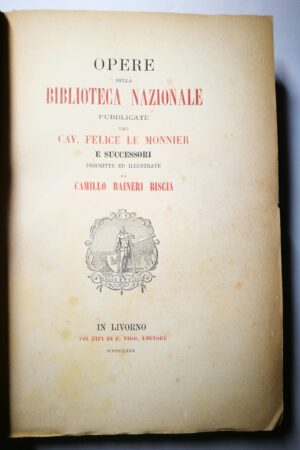 OPERE
DELLA
BIBLIOTECA NAZIONALE
PUBBLICATE
DAL
CAV. FELICE LE MONNIER
E SUCCESSORI
DESCRITTE ED ILLUSTRATE
DA
CAMILLO RAINERI BISCIA
IN LIVORNO
COI TIPI DI F. VIGO, EDITORE